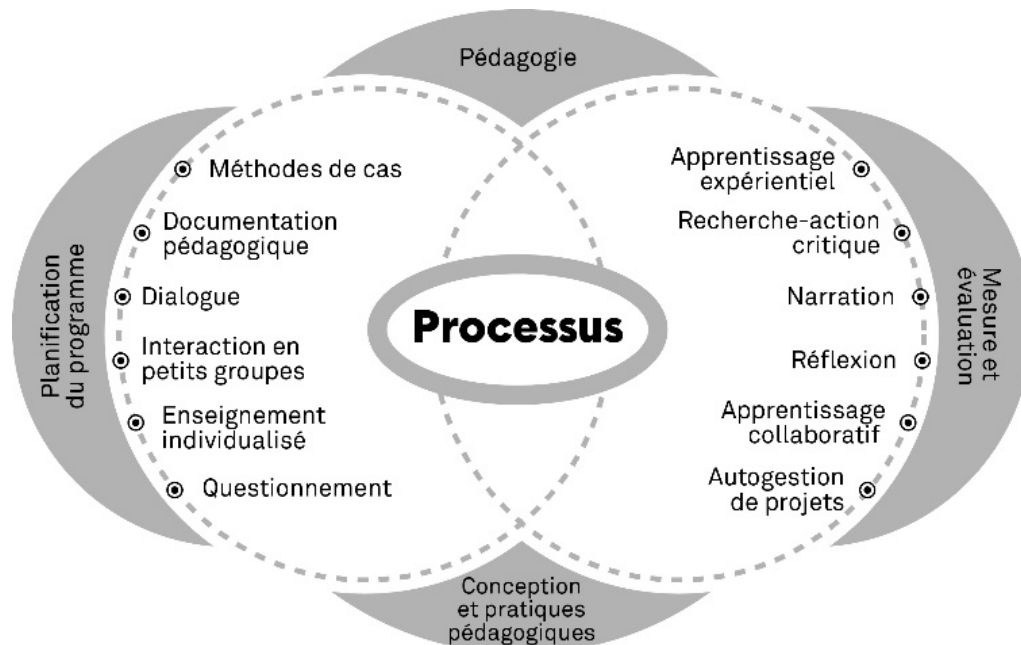 Pédagogie
Planification
du programme
Méthodes de cas
Documentation
pédagogique
Dialogue
Interaction en
petits groupes
Enseignement
individualisé
Questionnement
Processus
Apprentissage
expérientiel
Recherche-action
critique
Narration
Réflexion
Apprentissage
collaboratif
Autogestion
de projets
Mesure et
évaluation
Conception
et pratiques
pédagogiques